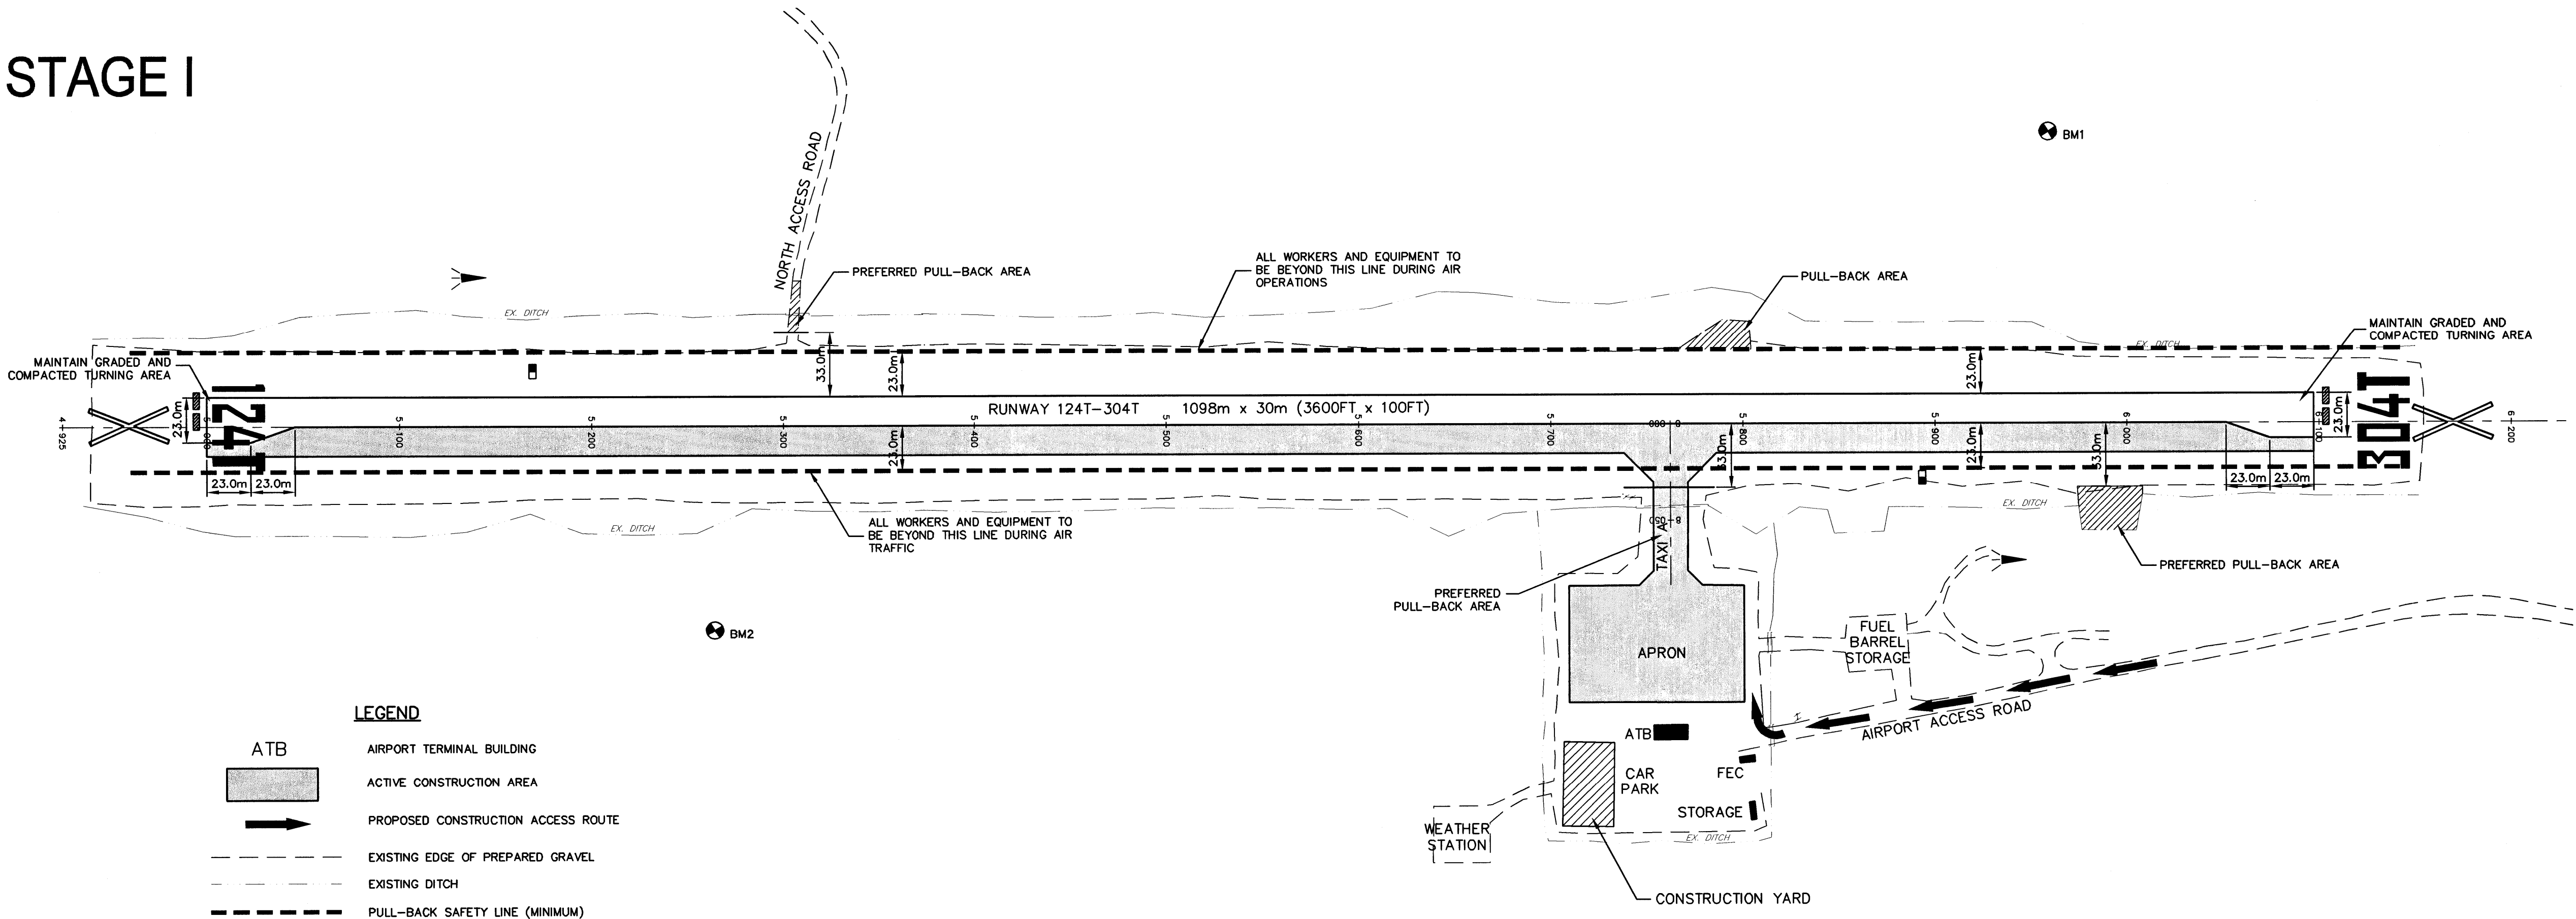 STAGE I
BM1
NORTH ACCESS ROAD
PREFERRED PULL-BACK AREA
ALL WORKERS AND EQUIPMENT TO
BE BEYOND THIS LINE DURING AIR
OPERATIONS
PULL-BACK AREA
EX. DITCH
EX. DITCH
MAINTAIN GRADED AND
COMPACTED TURNING AREA
MAINTAIN GRADED AND
COMPACTED TURNING AREA
33.0m
23.0m
23.0m
RUNWAY 124T-304T 1098m x 30m (3600FT x 100FT)
4+925
23.0m
5+100
5+200
5+300
5+400
5+500
5+600
5+700
5+800
5+900
6+000
6+100
23.0m
304T
6+200
23.0m
33.0m
23.0m
33.0m
23.0m
23.0m
23.0m
23.0m
EX. DITCH
EX. DITCH
ALL WORKERS AND EQUIPMENT TO
BE BEYOND THIS LINE DURING AIR
TRAFFIC
8+050
TAXI A
PREFERRED
PULL-BACK AREA
PREFERRED PULL-BACK AREA
BM2
APRON
FUEL
BARREL
STORAGE
AIRPORT ACCESS ROAD
ATB
FEC
CAR
PARK
STORAGE
WEATHER
STATION
EX. DITCH
CONSTRUCTION YARD
LEGEND
ATB AIRPORT TERMINAL BUILDING
ACTIVE CONSTRUCTION AREA
PROPOSED CONSTRUCTION ACCESS ROUTE
EXISTING EDGE OF PREPARED GRAVEL
EXISTING DITCH
PULL-BACK SAFETY LINE (MINIMUM)